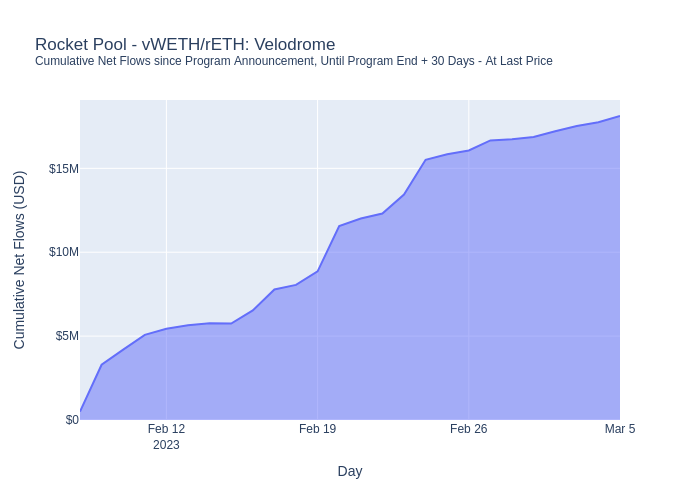 Rocket Pool - vWETH/rETH: Velodrome
Cumulative Net Flows since Program Announcement, Until Program End + 30 Days - At Last Price
Cumulative Net Flows (USD)
$15M
$10M
$5M
$0
Feb 12
2023
Feb 19
Feb 26
Mar 5
Day